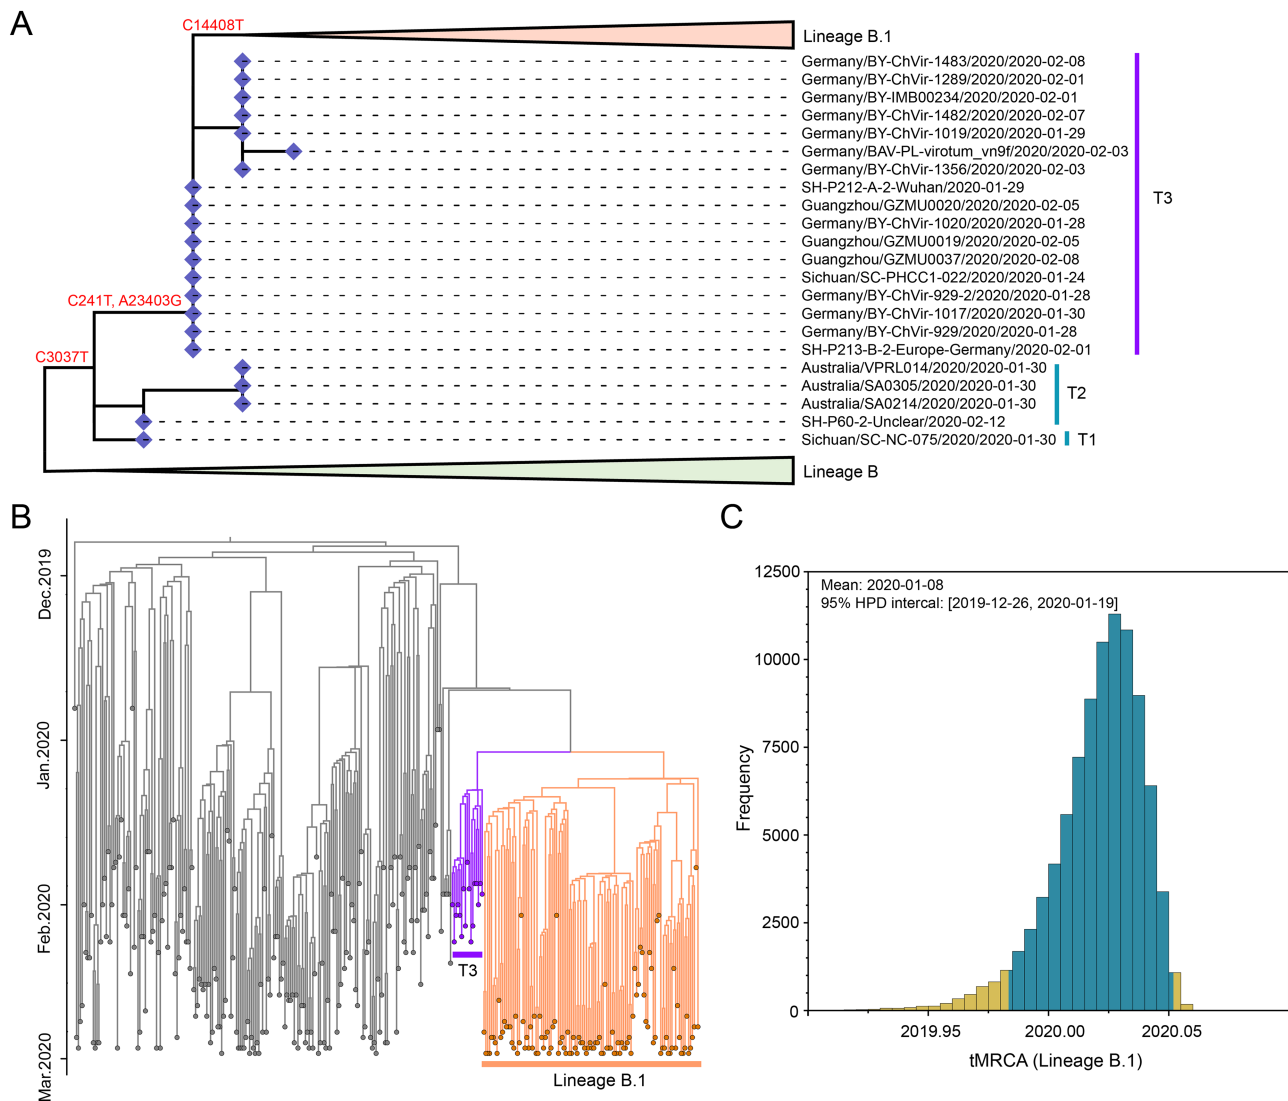 A
C14408T
Lineage B.1
Germany/BY-ChVir-1483/2020/2020-02-08
Germany/BY-ChVir-1289/2020/2020-02-01
Germany/BY-IMB00234/2020/2020-02-01
Germany/BY-ChVir-1482/2020/2020-02-07
Germany/BY-ChVir-1019/2020/2020-01-29
Germany/BAV-PL-virotum_vn9f/2020/2020-02-03
Germany/BY-ChVir-1356/2020/2020-02-03
SH-P212-A-2-Wuhan/2020-01-29
T3
Guangzhou/GZMU0020/2020/2020-02-05
Germany/BY-ChVir-1020/2020/2020-01-28
Guangzhou/GZMU0019/2020/2020-02-05
Guangzhou/GZMU0037/2020/2020-02-08
Sichuan/SC-PHCC1-022/2020/2020-01-24
C241T, A23403G
Germany/BY-ChVir-929-2/2020/2020-01-28
Germany/BY-ChVir-1017/2020/2020-01-30
Germany/BY-ChVir-929/2020/2020-01-28
SH-P213-B-2-Europe-Germany/2020-02-01
C3037T
Australia/VPRL014/2020/2020-01-30
Australia/SA0305/2020/2020-01-30
T2
Australia/SA0214/2020/2020-01-30
SH-P60-2-Unclear/2020-02-12
Sichuan/SC-NC-075/2020/2020-01-30
T1
Lineage B
B
Dec.2019
Jan.2020
Feb.2020
Mar.2020
T3
Lineage B.1
C
Mean: 2020-01-08
95% HPD intercal: [2019-12-26, 2020-01-19]
Frequency
12500
10000
7500
5000
2500
0
2019.95
2020.00
2020.05
tMRCA (Lineage B.1)